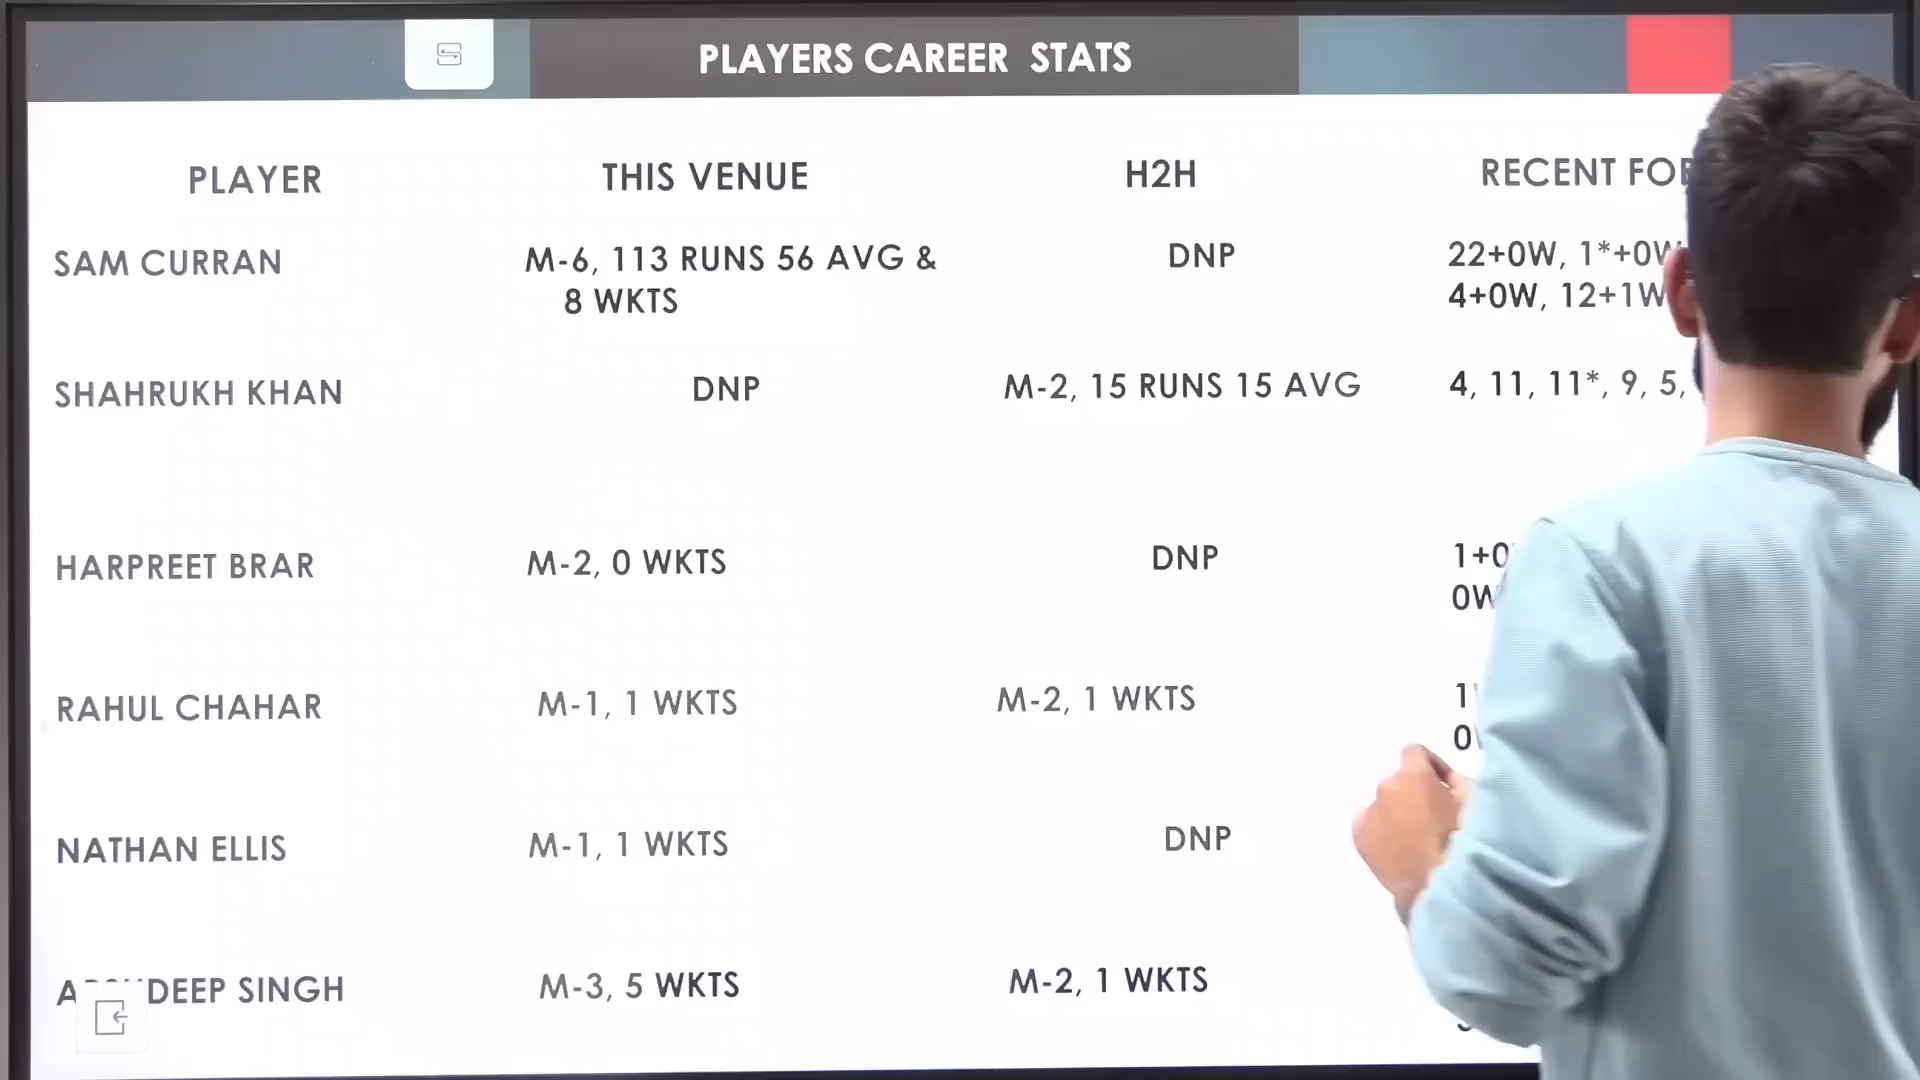 PLAYERS CAREER STATS
PLAYER THIS VENUE H2H RECENT
SAM CURRAN M-6, 113 RUNS 56 AVG & DNP 22+0W, 1*+0W
8 WKTS 4+0W, 12+1W
SHAHRUKH KHAN DNP M-2, 15 RUNS 15 AVG 4, 11, 11*, 9, 5,
HARPREET BRAR M-2, 0 WKTS DNP
RAHUL CHAHAR M-1, 1 WKTS M-2, 1 WKTS
NATHAN ELLIS M-1, 1 WKTS DNP
SINGH M-3, 5 WKTS M-2, 1 WKTS